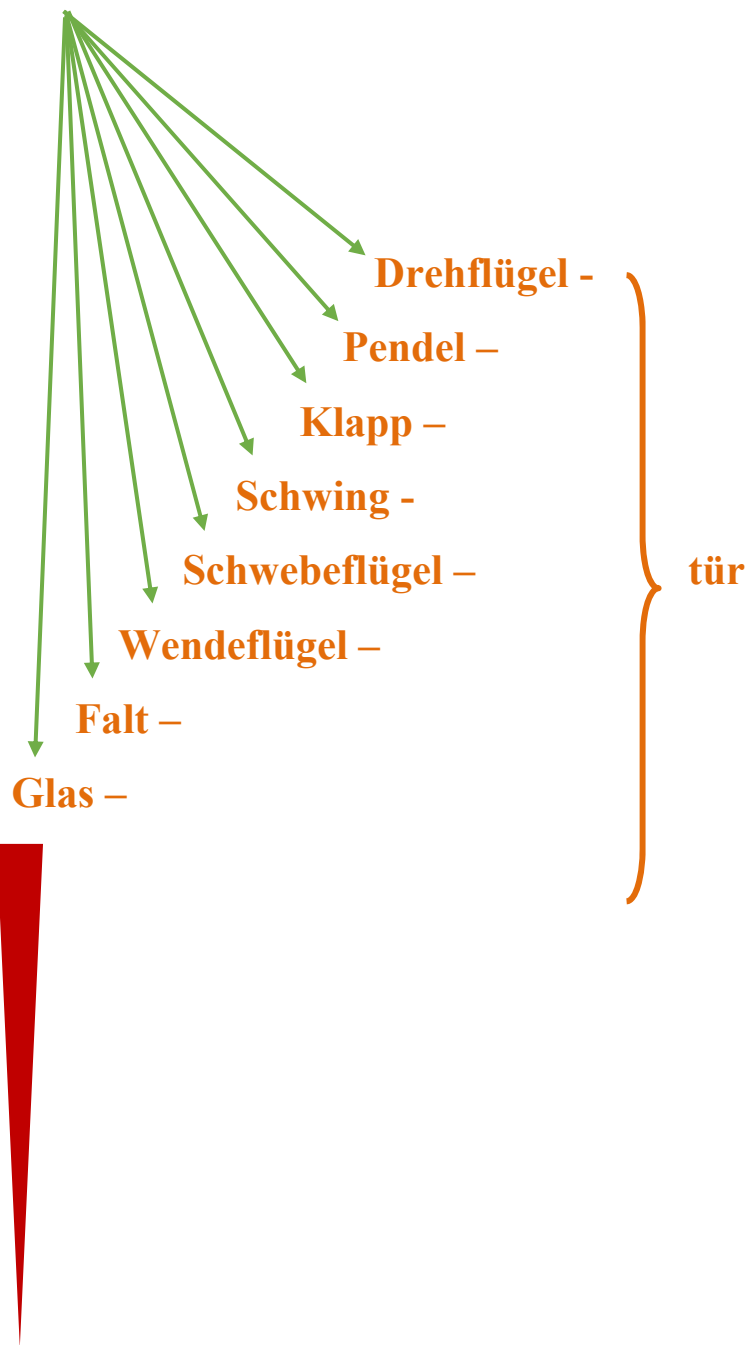 Drehflügel -
Pendel –
Klapp –
Schwing -
Schwebeflügel –
tür
Wendeflügel –
Falt –
Glas –